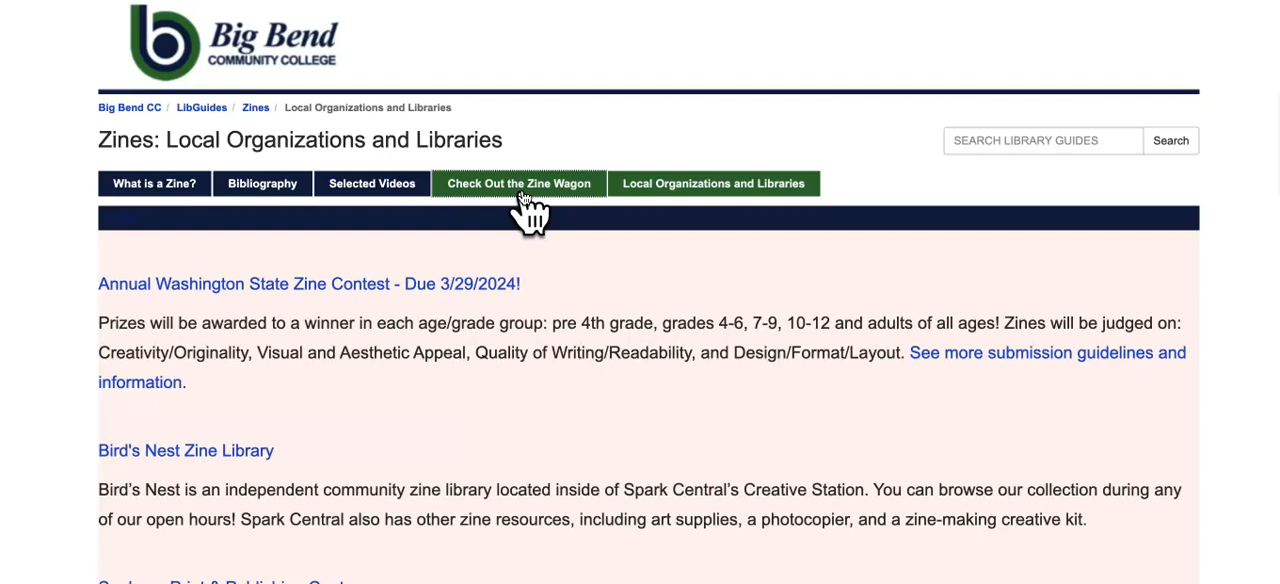 Big Bend
COMMUNITY COLLEGE
Big Bend CC / LibGuides / Zines / Local Organizations and Libraries
Zines: Local Organizations and Libraries
SEARCH LIBRARY GUIDES Search
What is a Zine? Bibliography Selected Videos Check Out the Zine Wagon Local Organizations and Libraries
Annual Washington State Zine Contest - Due 3/29/2024!
Prizes will be awarded to a winner in each age/grade group: pre 4th grade, grades 4-6, 7-9, 10-12 and adults of all ages! Zines will be judged on:
Creativity/Originality, Visual and Aesthetic Appeal, Quality of Writing/Readability, and Design/Format/Layout. See more submission guidelines and
information.
Bird's Nest Zine Library
Bird’s Nest is an independent community zine library located inside of Spark Central’s Creative Station. You can browse our collection during any
of our open hours! Spark Central also has other zine resources, including art supplies, a photocopier, and a zine-making creative kit.